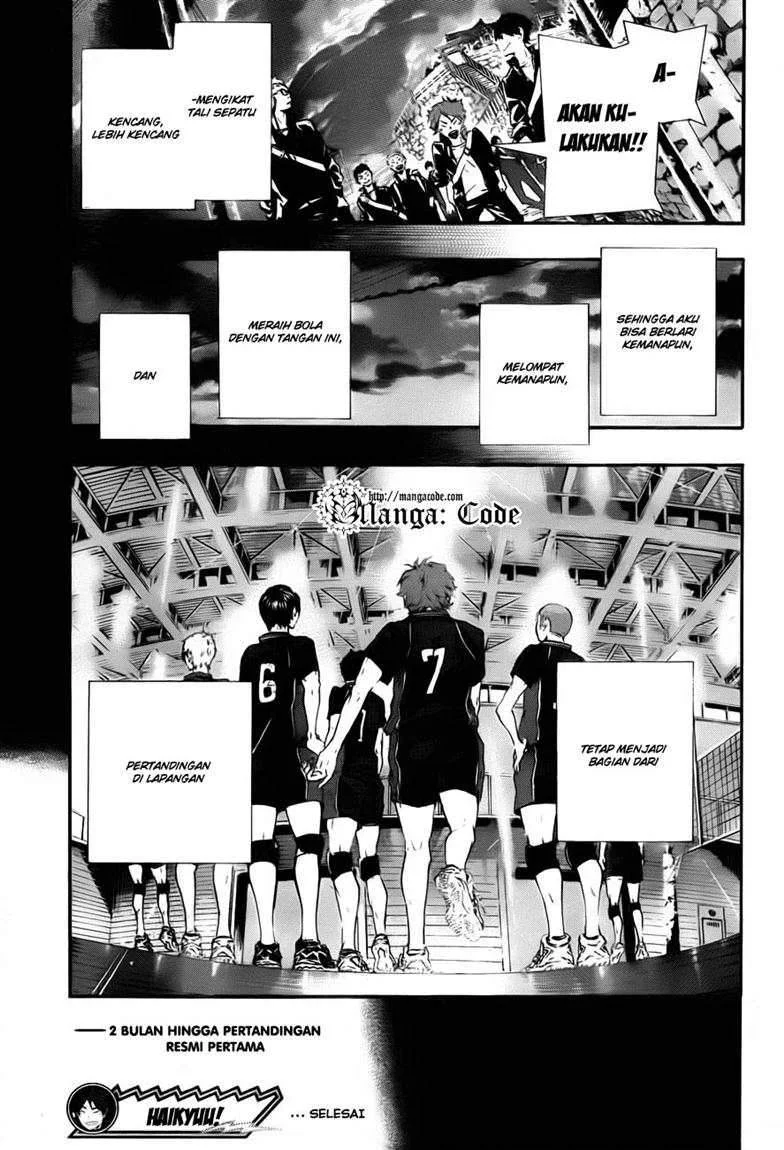 A-
AKAN KU-
LAKUKAN!!
-MENGIKAT
TALI SEPATU
KENCANG,
LEBIH KENCANG
SEHINGGA AKU
BISA BERLARI
KEMANAPUN,
MELOMPAT
KEMANAPUN,
MERAIH BOLA
DENGAN TANGAN INI,
DAN
http://mangacode.com
Manga: Code
6
7
1
TETAP MENJADI
BAGIAN DARI
PERTANDINGAN
DI LAPANGAN
2 BULAN HINGGA PERTANDINGAN
RESMI PERTAMA
HAIKYUU!
... SELESAI